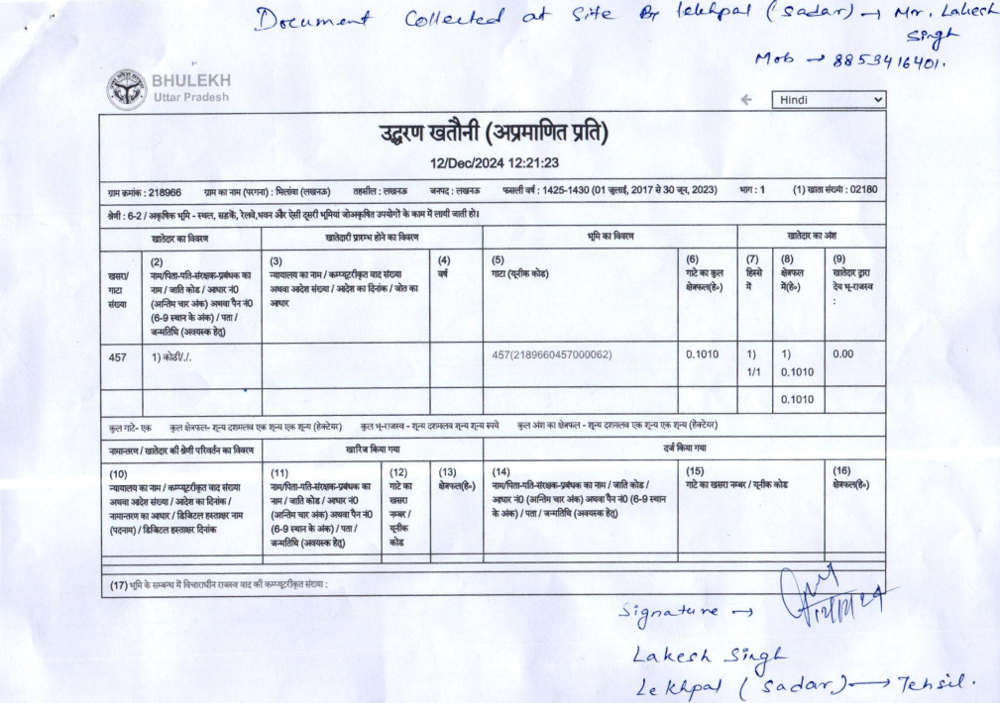 Document Collected at Site By lekhpal (Sadar) → Mr. Lakesh
Singh
Mob → 8853416401.
BHULEKH
Uttar Pradesh
Hindi
उद्धरण खतौनी (अप्रमाणित प्रति)
12/Dec/2024 12:21:23
ग्राम क्रमांक : 218966 ग्राम का नाम (परगना) : भिलांवा (लखनऊ) तहसील : लखनऊ जनपद : लखनऊ फसली वर्ष : 1425-1430 (01 जुलाई, 2017 से 30 जून, 2023) भाग : 1 (1) खाता संख्या : 02180
श्रेणी : 6-2 / अकृषिक भूमि - स्थल, सड़कें, रेलवे,भवन और ऐसी दूसरी भूमियां जोअकृषित उपयोगों के काम में लायी जाती हो।
खातेदार का विवरण खातेदारी प्रारम्भ होने का विवरण भूमि का विवरण खातेदार का अंश
खसरा/
गाटा
संख्या
(2)
नाम/पिता-पति-संरक्षक-प्रबंधक का
नाम / जाति कोड / आधार नं0
(अन्तिम चार अंक) अथवा पैन नं0
(6-9 स्थान के अंक) / पता /
जन्मतिथि (अवयस्क हेतु)
(3)
न्यायालय का नाम / कम्प्यूटरीकृत वाद संख्या
अथवा आदेश संख्या / आदेश का दिनांक / जोत का
आधार
(4)
वर्ष
(5)
गाटा (यूनीक कोड)
(6)
गाटे का कुल
क्षेत्रफल(हे॰)
(7)
हिस्से
में
(8)
क्षेत्रफल
में(हे॰)
(9)
खातेदार द्वारा
देय भू-राजस्व
:
457 1) कोठी/./. 457(2189660457000062) 0.1010 1) 1) 0.00
1/1 0.1010
0.1010
कुल गाटे- एक कुल क्षेत्रफल- शून्य दशमलव एक शून्य एक शून्य (हेक्टेयर) कुल भू-राजस्व - शून्य दशमलव शून्य शून्य रुपये कुल अंश का क्षेत्रफल - शून्य दशमलव एक शून्य एक शून्य (हेक्टेयर)
नामान्तरण / खातेदार की श्रेणी परिवर्तन का विवरण खारिज किया गया दर्ज किया गया
(10)
न्यायालय का नाम / कम्प्यूटरीकृत वाद संख्या
अथवा आदेश संख्या / आदेश का दिनांक /
नामान्तरण का आधार / डिजिटल हस्ताक्षर नाम
(पदनाम) / डिजिटल हस्ताक्षर दिनांक
(11)
नाम/पिता-पति-संरक्षक-प्रबंधक का
नाम / जाति कोड / आधार नं0
(अन्तिम चार अंक) अथवा पैन नं0
(6-9 स्थान के अंक) / पता /
जन्मतिथि (अवयस्क हेतु)
(12)
गाटे का
खसरा
नम्बर /
यूनीक
कोड
(13)
क्षेत्रफल(हे॰)
(14)
नाम/पिता-पति-संरक्षक-प्रबंधक का नाम / जाति कोड /
आधार नं0 (अन्तिम चार अंक) अथवा पैन नं0 (6-9 स्थान
के अंक) / पता / जन्मतिथि (अवयस्क हेतु)
(15)
गाटे का खसरा नम्बर / यूनीक कोड
(16)
क्षेत्रफल(हे॰)
(17) भूमि के सम्बन्ध में विचाराधीन राजस्व वाद की कम्प्यूटरीकृत संख्या :
Signature →
Lakesh Singh
Lekhpal (Sadar) → Tehsil.